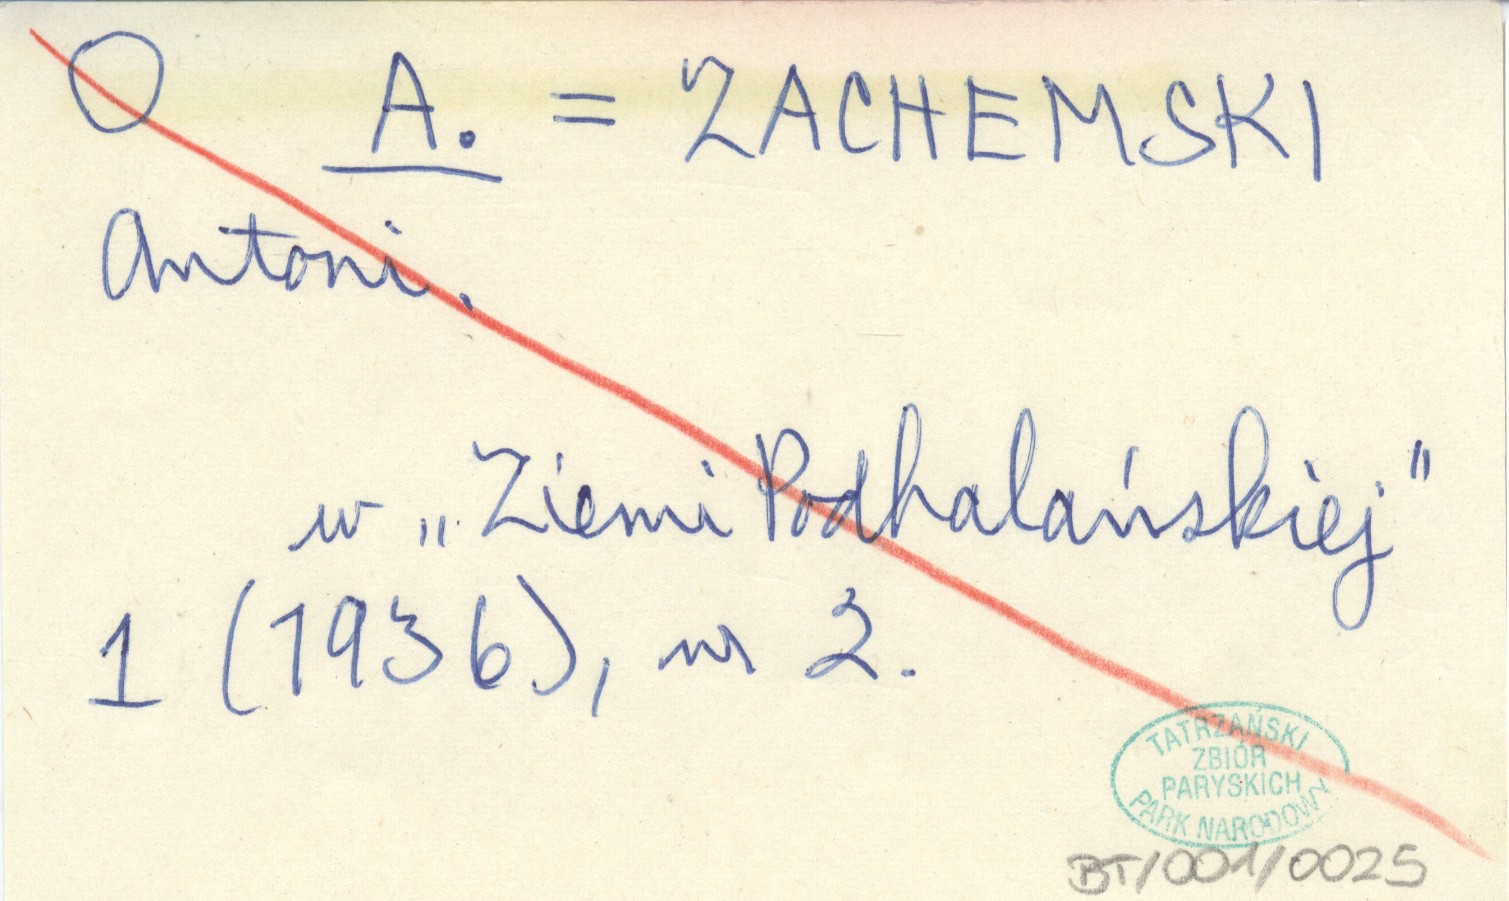 O A. = ZACHEMSKI
Antoni.
w „Ziemi Podhalańskiej”
1 (1936), nr 2.
TATRZAŃSKI
ZBIÓR
PARYSKICH
PARK NARODOWY
BT/001/0025